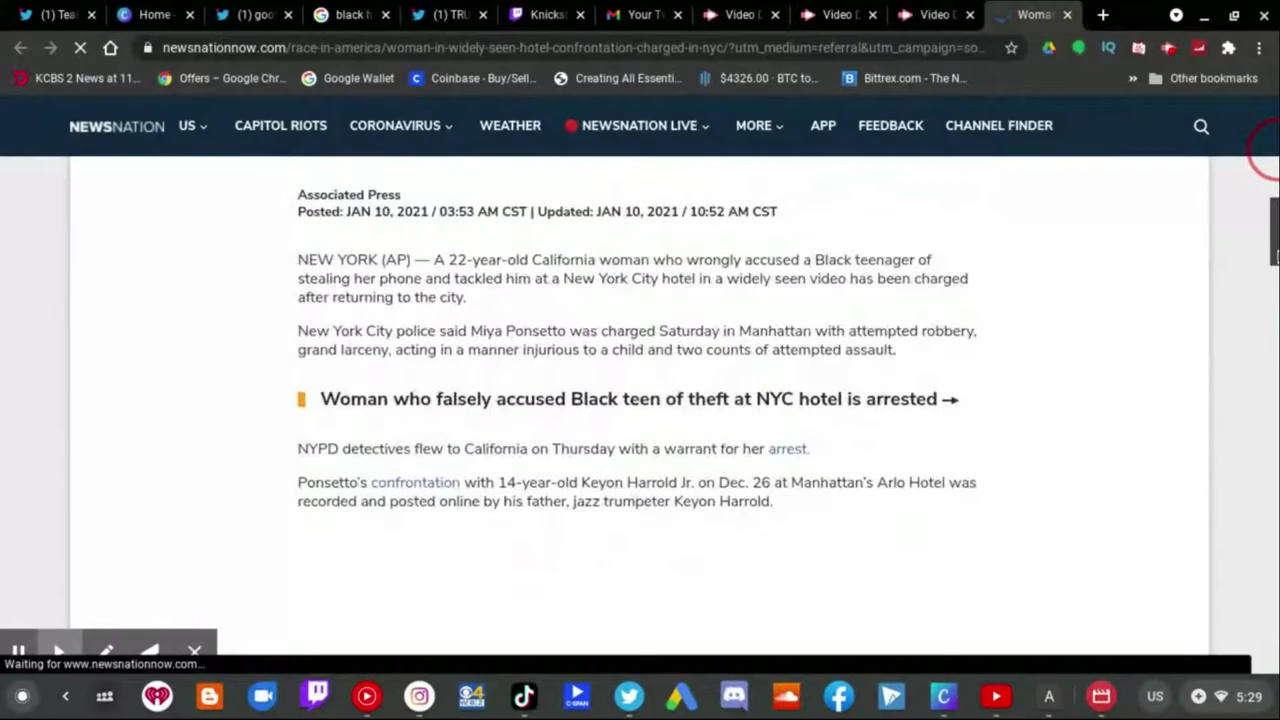 (1) Tea
Home -
(1) goo
black h
(1) TRU
Knicks
Your Tw
Video D
Video D
Video D
Woman
newsnationnow.com/race-in-america/woman-in-widely-seen-hotel-confrontation-charged-in-nyc/?utm_medium=referral&utm_campaign=so...
KCBS 2 News at 11...
Offers – Google Chr...
Google Wallet
Coinbase - Buy/Sell...
Creating All Essenti...
$4326.00 · BTC to...
Bittrex.com - The N...
»
Other bookmarks
NEWSNATION
US
CAPITOL RIOTS
CORONAVIRUS
WEATHER
NEWSNATION LIVE
MORE
APP
FEEDBACK
CHANNEL FINDER
Associated Press
Posted: JAN 10, 2021 / 03:53 AM CST | Updated: JAN 10, 2021 / 10:52 AM CST
NEW YORK (AP) — A 22-year-old California woman who wrongly accused a Black teenager of
stealing her phone and tackled him at a New York City hotel in a widely seen video has been charged
after returning to the city.
New York City police said Miya Ponsetto was charged Saturday in Manhattan with attempted robbery,
grand larceny, acting in a manner injurious to a child and two counts of attempted assault.
Woman who falsely accused Black teen of theft at NYC hotel is arrested →
NYPD detectives flew to California on Thursday with a warrant for her arrest.
Ponsetto's confrontation with 14-year-old Keyon Harrold Jr. on Dec. 26 at Manhattan's Arlo Hotel was
recorded and posted online by his father, jazz trumpeter Keyon Harrold.
Waiting for www.newsnationnow.com...
US
5:29